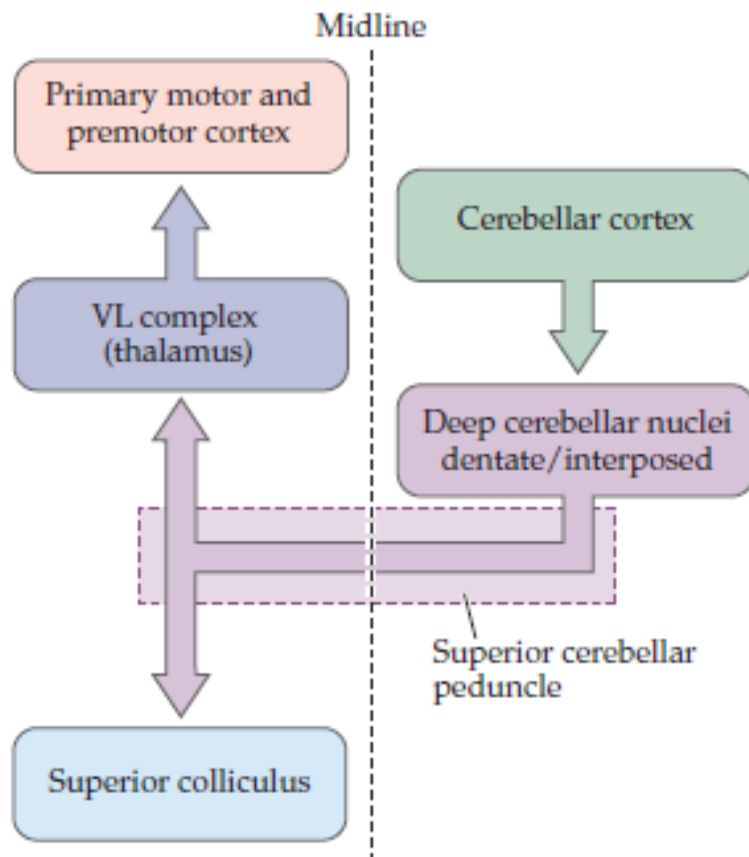 Midline
Primary motor and
premotor cortex
Cerebellar cortex
VL complex
(thalamus)
Deep cerebellar nuclei
dentate/interposed
Superior cerebellar
peduncle
Superior colliculus